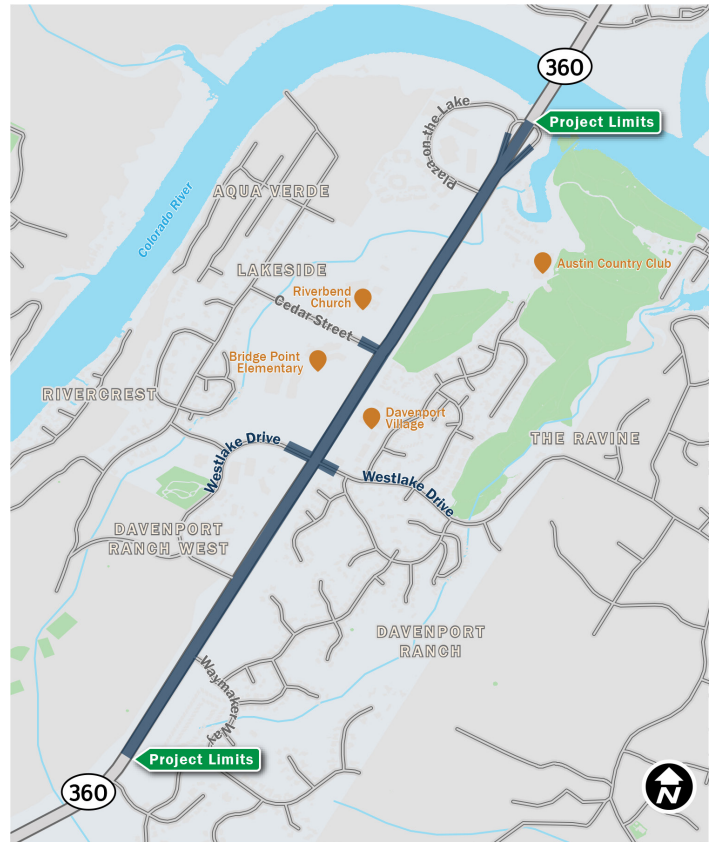 360
Project Limits
Plaza on the Lake
AQUA VERDE
Colorado River
Austin Country Club
LAKESIDE
Riverbend
Church
Cedar Street
Bridge Point
Elementary
RIVERCREST
Davenport
Village
THE RAVINE
Westlake Drive
Westlake Drive
DAVENPORT
RANCH WEST
DAVENPORT
RANCH
Waymaker Way
Project Limits
360
N